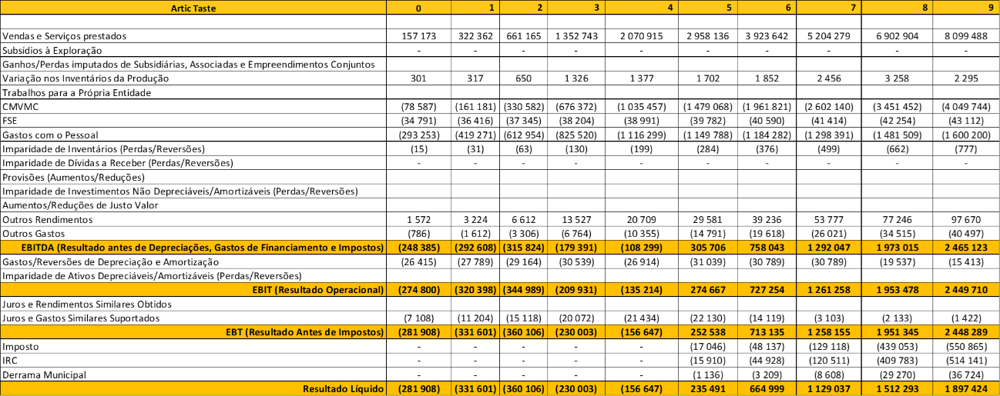 Artic Taste 0 1 2 3 4 5 6 7 8 9
Vendas e Serviços prestados 157 173 322 362 661 165 1 352 743 2 070 915 2 958 136 3 923 642 5 204 279 6 902 904 8 099 488
Subsídios à Exploração - - - - - - - - - -
Ganhos/Perdas imputados de Subsidiárias, Associadas e Empreendimentos Conjuntos
Variação nos Inventários da Produção 301 317 650 1 326 1 377 1 702 1 852 2 456 3 258 2 295
Trabalhos para a Própria Entidade
CMVMC (78 587) (161 181) (330 582) (676 372) (1 035 457) (1 479 068) (1 961 821) (2 602 140) (3 451 452) (4 049 744)
FSE (34 791) (36 416) (37 345) (38 204) (38 991) (39 782) (40 590) (41 414) (42 254) (43 112)
Gastos com o Pessoal (293 253) (419 271) (612 954) (825 520) (1 116 299) (1 149 788) (1 184 282) (1 298 391) (1 481 509) (1 600 200)
Imparidade de Inventários (Perdas/Reversões) (15) (31) (63) (130) (199) (284) (376) (499) (662) (777)
Imparidade de Dívidas a Receber (Perdas/Reversões) - - - - - - - - - -
Provisões (Aumentos/Reduções)
Imparidade de Investimentos Não Depreciáveis/Amortizáveis (Perdas/Reversões)
Aumentos/Reduções de Justo Valor
Outros Rendimentos 1 572 3 224 6 612 13 527 20 709 29 581 39 236 53 777 77 246 97 670
Outros Gastos (786) (1 612) (3 306) (6 764) (10 355) (14 791) (19 618) (26 021) (34 515) (40 497)
EBITDA (Resultado antes de Depreciações, Gastos de Financiamento e Impostos) (248 385) (292 608) (315 824) (179 391) (108 299) 305 706 758 043 1 292 047 1 973 015 2 465 123
Gastos/Reversões de Depreciação e Amortização (26 415) (27 789) (29 164) (30 539) (26 914) (31 039) (30 789) (30 789) (19 537) (15 413)
Imparidade de Ativos Depreciáveis/Amortizáveis (Perdas/Reversões)
EBIT (Resultado Operacional) (274 800) (320 398) (344 989) (209 931) (135 214) 274 667 727 254 1 261 258 1 953 478 2 449 710
Juros e Rendimentos Similares Obtidos
Juros e Gastos Similares Suportados (7 108) (11 204) (15 118) (20 072) (21 434) (22 130) (14 119) (3 103) (2 133) (1 422)
EBT (Resultado Antes de Impostos) (281 908) (331 601) (360 106) (230 003) (156 647) 252 538 713 135 1 258 155 1 951 345 2 448 289
Imposto - - - - - (17 046) (48 137) (129 118) (439 053) (550 865)
IRC - - - - - (15 910) (44 928) (120 511) (409 783) (514 141)
Derrama Municipal - - - - - (1 136) (3 209) (8 608) (29 270) (36 724)
Resultado Líquido (281 908) (331 601) (360 106) (230 003) (156 647) 235 491 664 999 1 129 037 1 512 293 1 897 424